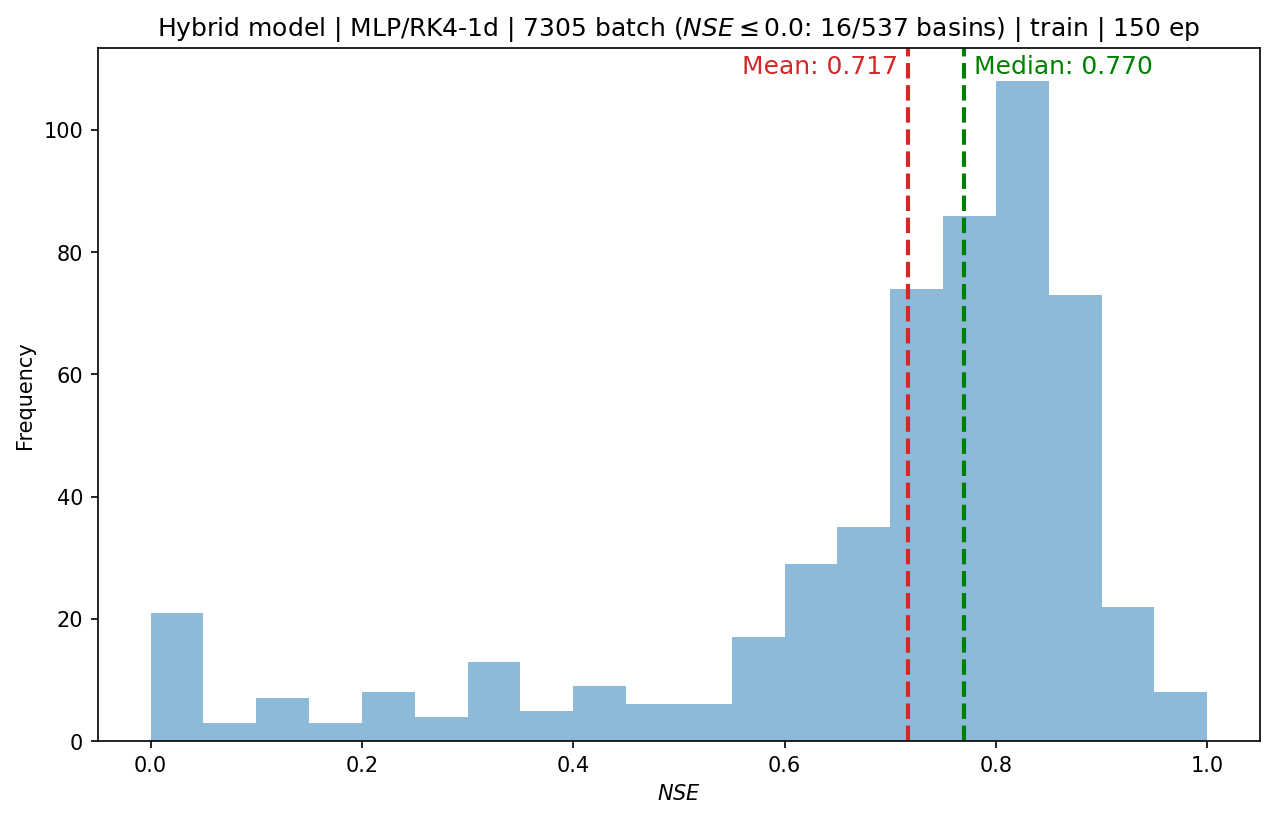 Hybrid model | MLP/RK4-1d | 7305 batch (NSE ≤ 0.0: 16/537 basins) | train | 150 ep
Mean: 0.717
Median: 0.770
Frequency
100
80
60
40
20
0
0.0 0.2 0.4 0.6 0.8 1.0
NSE